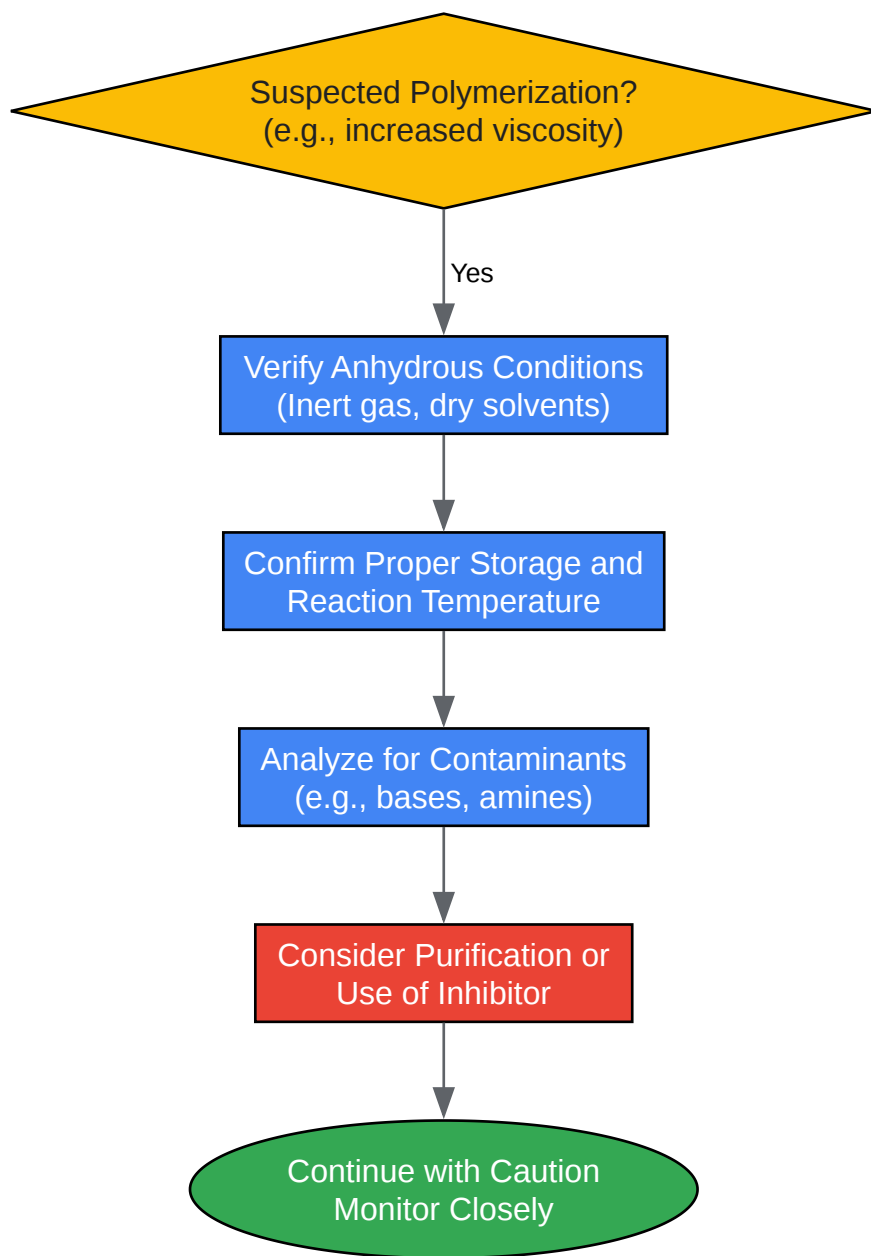 Suspected Polymerization?
(e.g., increased viscosity)
Yes
Verify Anhydrous Conditions
(Inert gas, dry solvents)
Confirm Proper Storage and
Reaction Temperature
Analyze for Contaminants
(e.g., bases, amines)
Consider Purification or
Use of Inhibitor
Continue with Caution
Monitor Closely